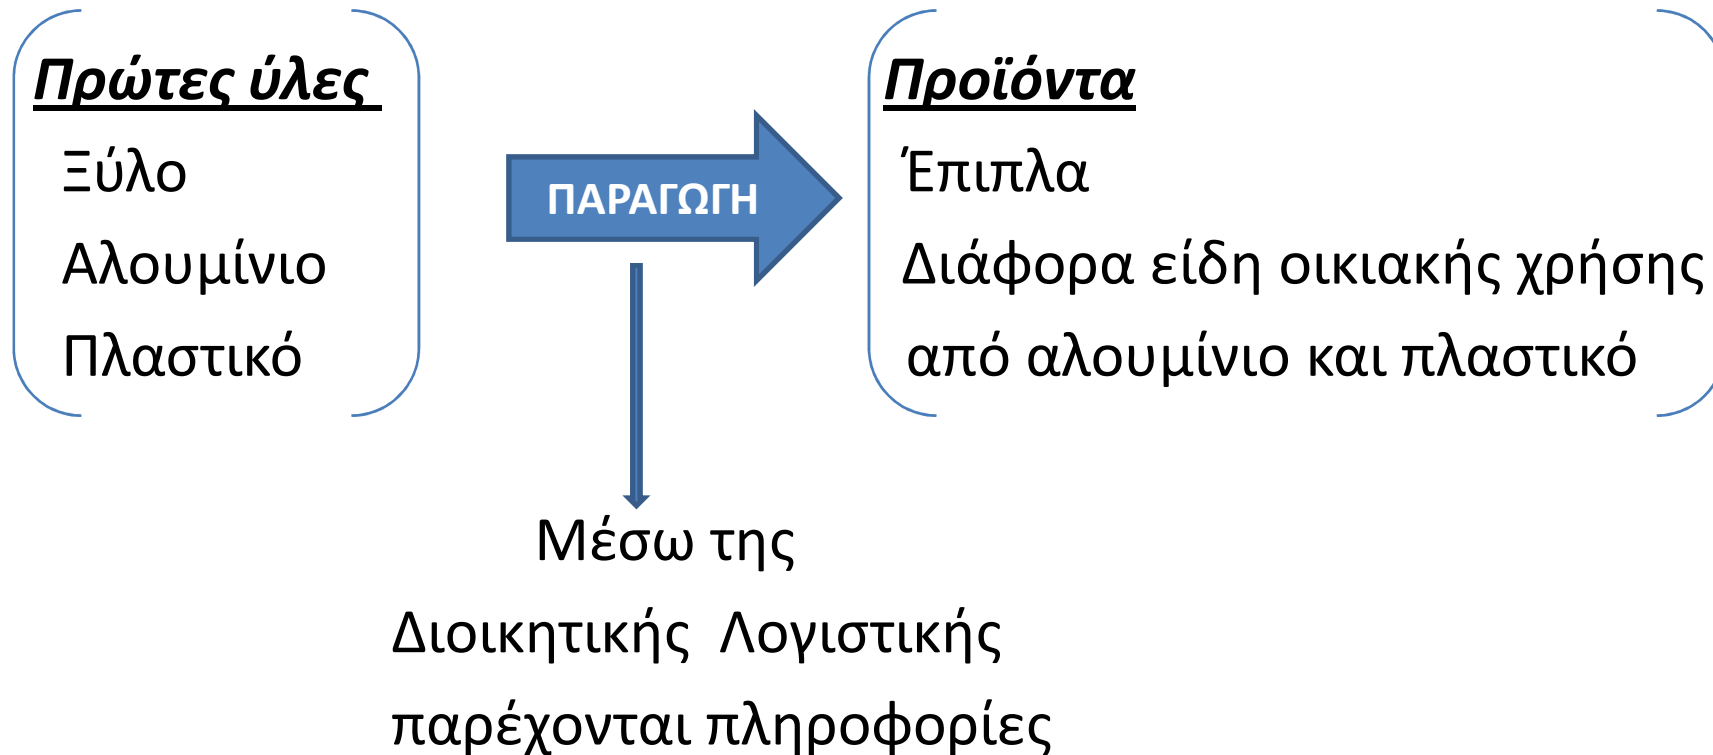 Πρώτες ύλες
Ξύλο
Αλουμίνιο
Πλαστικό
ΠΑΡΑΓΩΓΗ
Προϊόντα
Έπιπλα
Διάφορα είδη οικιακής χρήσης
από αλουμίνιο και πλαστικό
Μέσω της
Διοικητικής Λογιστικής
παρέχονται πληροφορίες